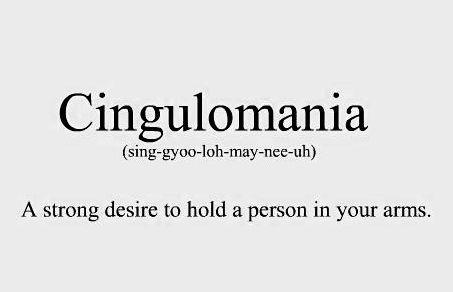 Cingulomania
(sing-gyoo-loh-may-nee-uh)
A strong desire to hold a person in your arms.